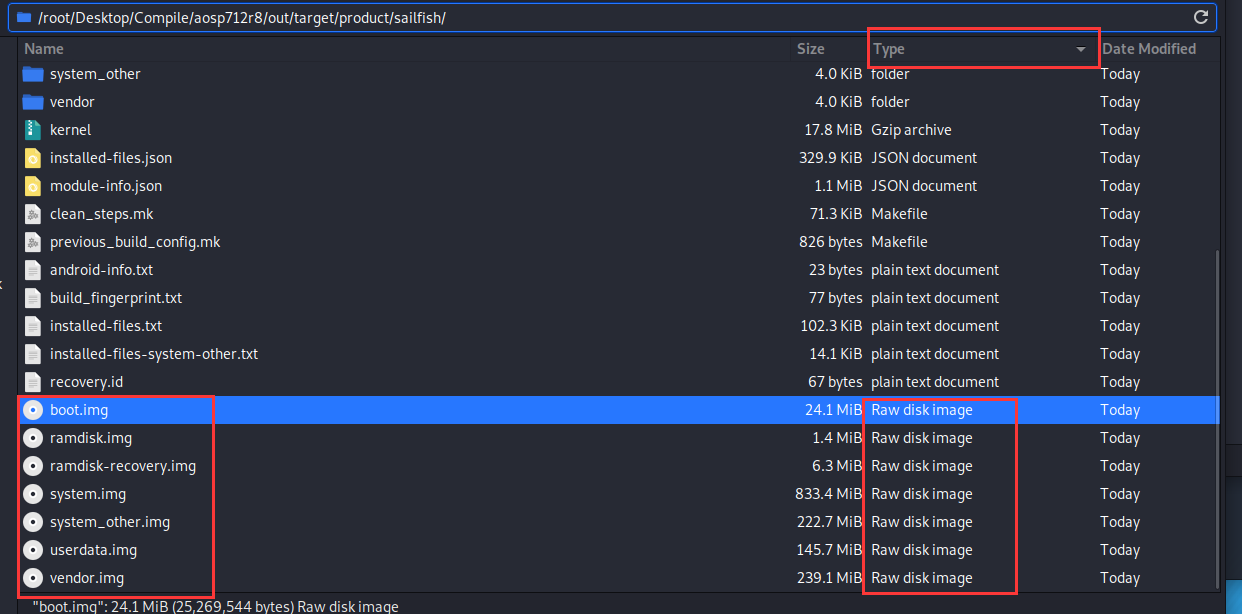 /root/Desktop/Compile/aosp712r8/out/target/product/sailfish/
Name Size Type Date Modified
system_other 4.0 KiB folder Today
vendor 4.0 KiB folder Today
kernel 17.8 MiB Gzip archive Today
installed-files.json 329.9 KiB JSON document Today
module-info.json 1.1 MiB JSON document Today
clean_steps.mk 71.3 KiB Makefile Today
previous_build_config.mk 826 bytes Makefile Today
android-info.txt 23 bytes plain text document Today
build_fingerprint.txt 77 bytes plain text document Today
installed-files.txt 102.3 KiB plain text document Today
installed-files-system-other.txt 14.1 KiB plain text document Today
recovery.id 67 bytes plain text document Today
boot.img 24.1 MiB Raw disk image Today
ramdisk.img 1.4 MiB Raw disk image Today
ramdisk-recovery.img 6.3 MiB Raw disk image Today
system.img 833.4 MiB Raw disk image Today
system_other.img 222.7 MiB Raw disk image Today
userdata.img 145.7 MiB Raw disk image Today
vendor.img 239.1 MiB Raw disk image Today
"boot.img": 24.1 MiB (25,269,544 bytes) Raw disk image